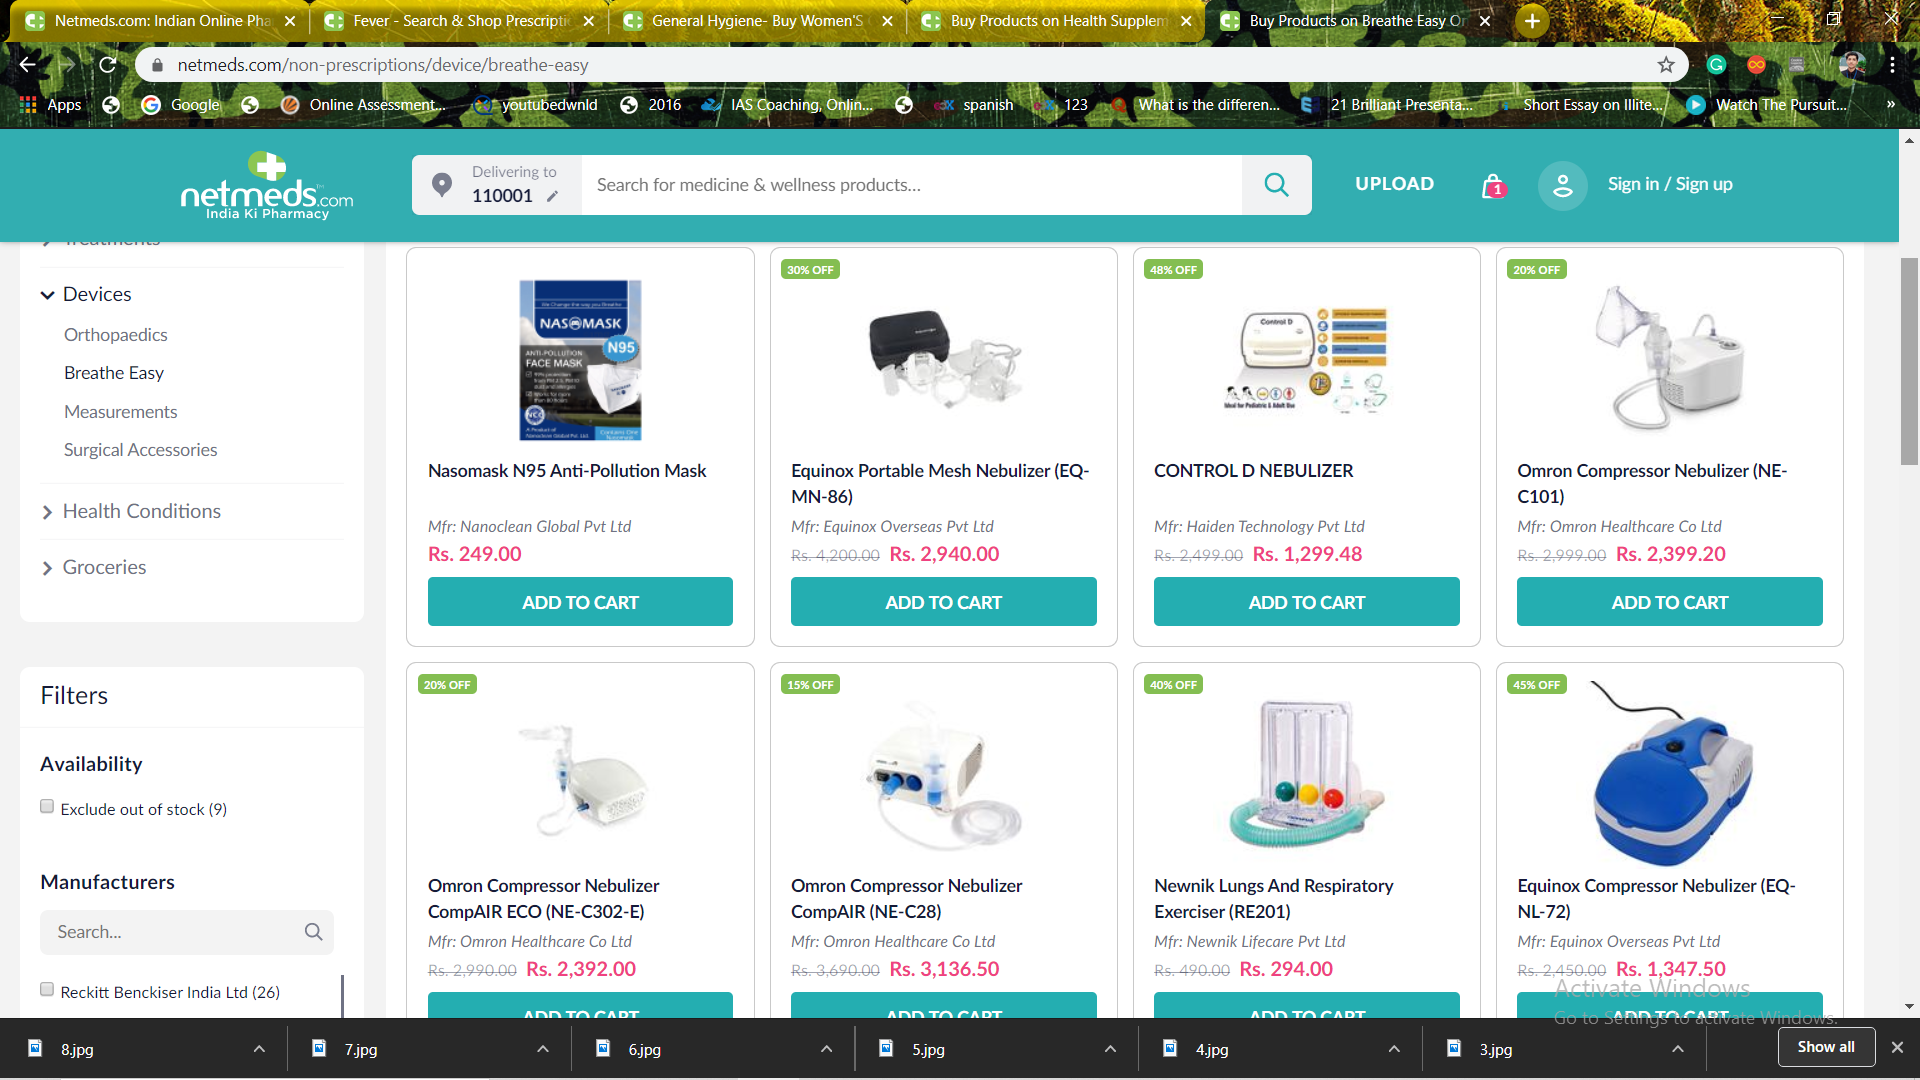 Netmeds.com: Indian Online Pha
Fever - Search & Shop Prescripti
General Hygiene- Buy Women'S
Buy Products on Health Supplem
Buy Products on Breathe Easy Or
netmeds.com/non-prescriptions/device/breathe-easy
Apps
Google
Online Assessment...
youtubedwnld
2016
IAS Coaching, Onlin...
spanish
123
What is the differen...
21 Brilliant Presenta...
Short Essay on Illite...
Watch The Pursuit...
»
netmeds.com
India Ki Pharmacy
Delivering to
110001
Search for medicine & wellness products...
UPLOAD
1
Sign in / Sign up
Treatments
Devices
Orthopaedics
Breathe Easy
Measurements
Surgical Accessories
Health Conditions
Groceries
Filters
Availability
Exclude out of stock (9)
Manufacturers
Search...
Reckitt Benckiser India Ltd (26)
NASOMASK
N95
ANTI-POLLUTION
FACE MASK
Nasomask N95 Anti-Pollution Mask
Mfr: Nanoclean Global Pvt Ltd
Rs. 249.00
ADD TO CART
30% OFF
Equinox Portable Mesh Nebulizer (EQ-
MN-86)
Mfr: Equinox Overseas Pvt Ltd
Rs. 4,200.00 Rs. 2,940.00
ADD TO CART
48% OFF
Control D
Ideal for Pediatric & Adult Use
CONTROL D NEBULIZER
Mfr: Haiden Technology Pvt Ltd
Rs. 2,499.00 Rs. 1,299.48
ADD TO CART
20% OFF
Omron Compressor Nebulizer (NE-
C101)
Mfr: Omron Healthcare Co Ltd
Rs. 2,999.00 Rs. 2,399.20
ADD TO CART
20% OFF
Omron Compressor Nebulizer
CompAIR ECO (NE-C302-E)
Mfr: Omron Healthcare Co Ltd
Rs. 2,990.00 Rs. 2,392.00
ADD TO CART
15% OFF
Omron Compressor Nebulizer
CompAIR (NE-C28)
Mfr: Omron Healthcare Co Ltd
Rs. 3,690.00 Rs. 3,136.50
ADD TO CART
40% OFF
Newnik Lungs And Respiratory
Exerciser (RE201)
Mfr: Newnik Lifecare Pvt Ltd
Rs. 490.00 Rs. 294.00
ADD TO CART
45% OFF
Equinox Compressor Nebulizer (EQ-
NL-72)
Mfr: Equinox Overseas Pvt Ltd
Rs. 2,450.00 Rs. 1,347.50
ADD TO CART
Activate Windows
Go to Settings to activate Windows.
8.jpg
7.jpg
6.jpg
5.jpg
4.jpg
3.jpg
Show all